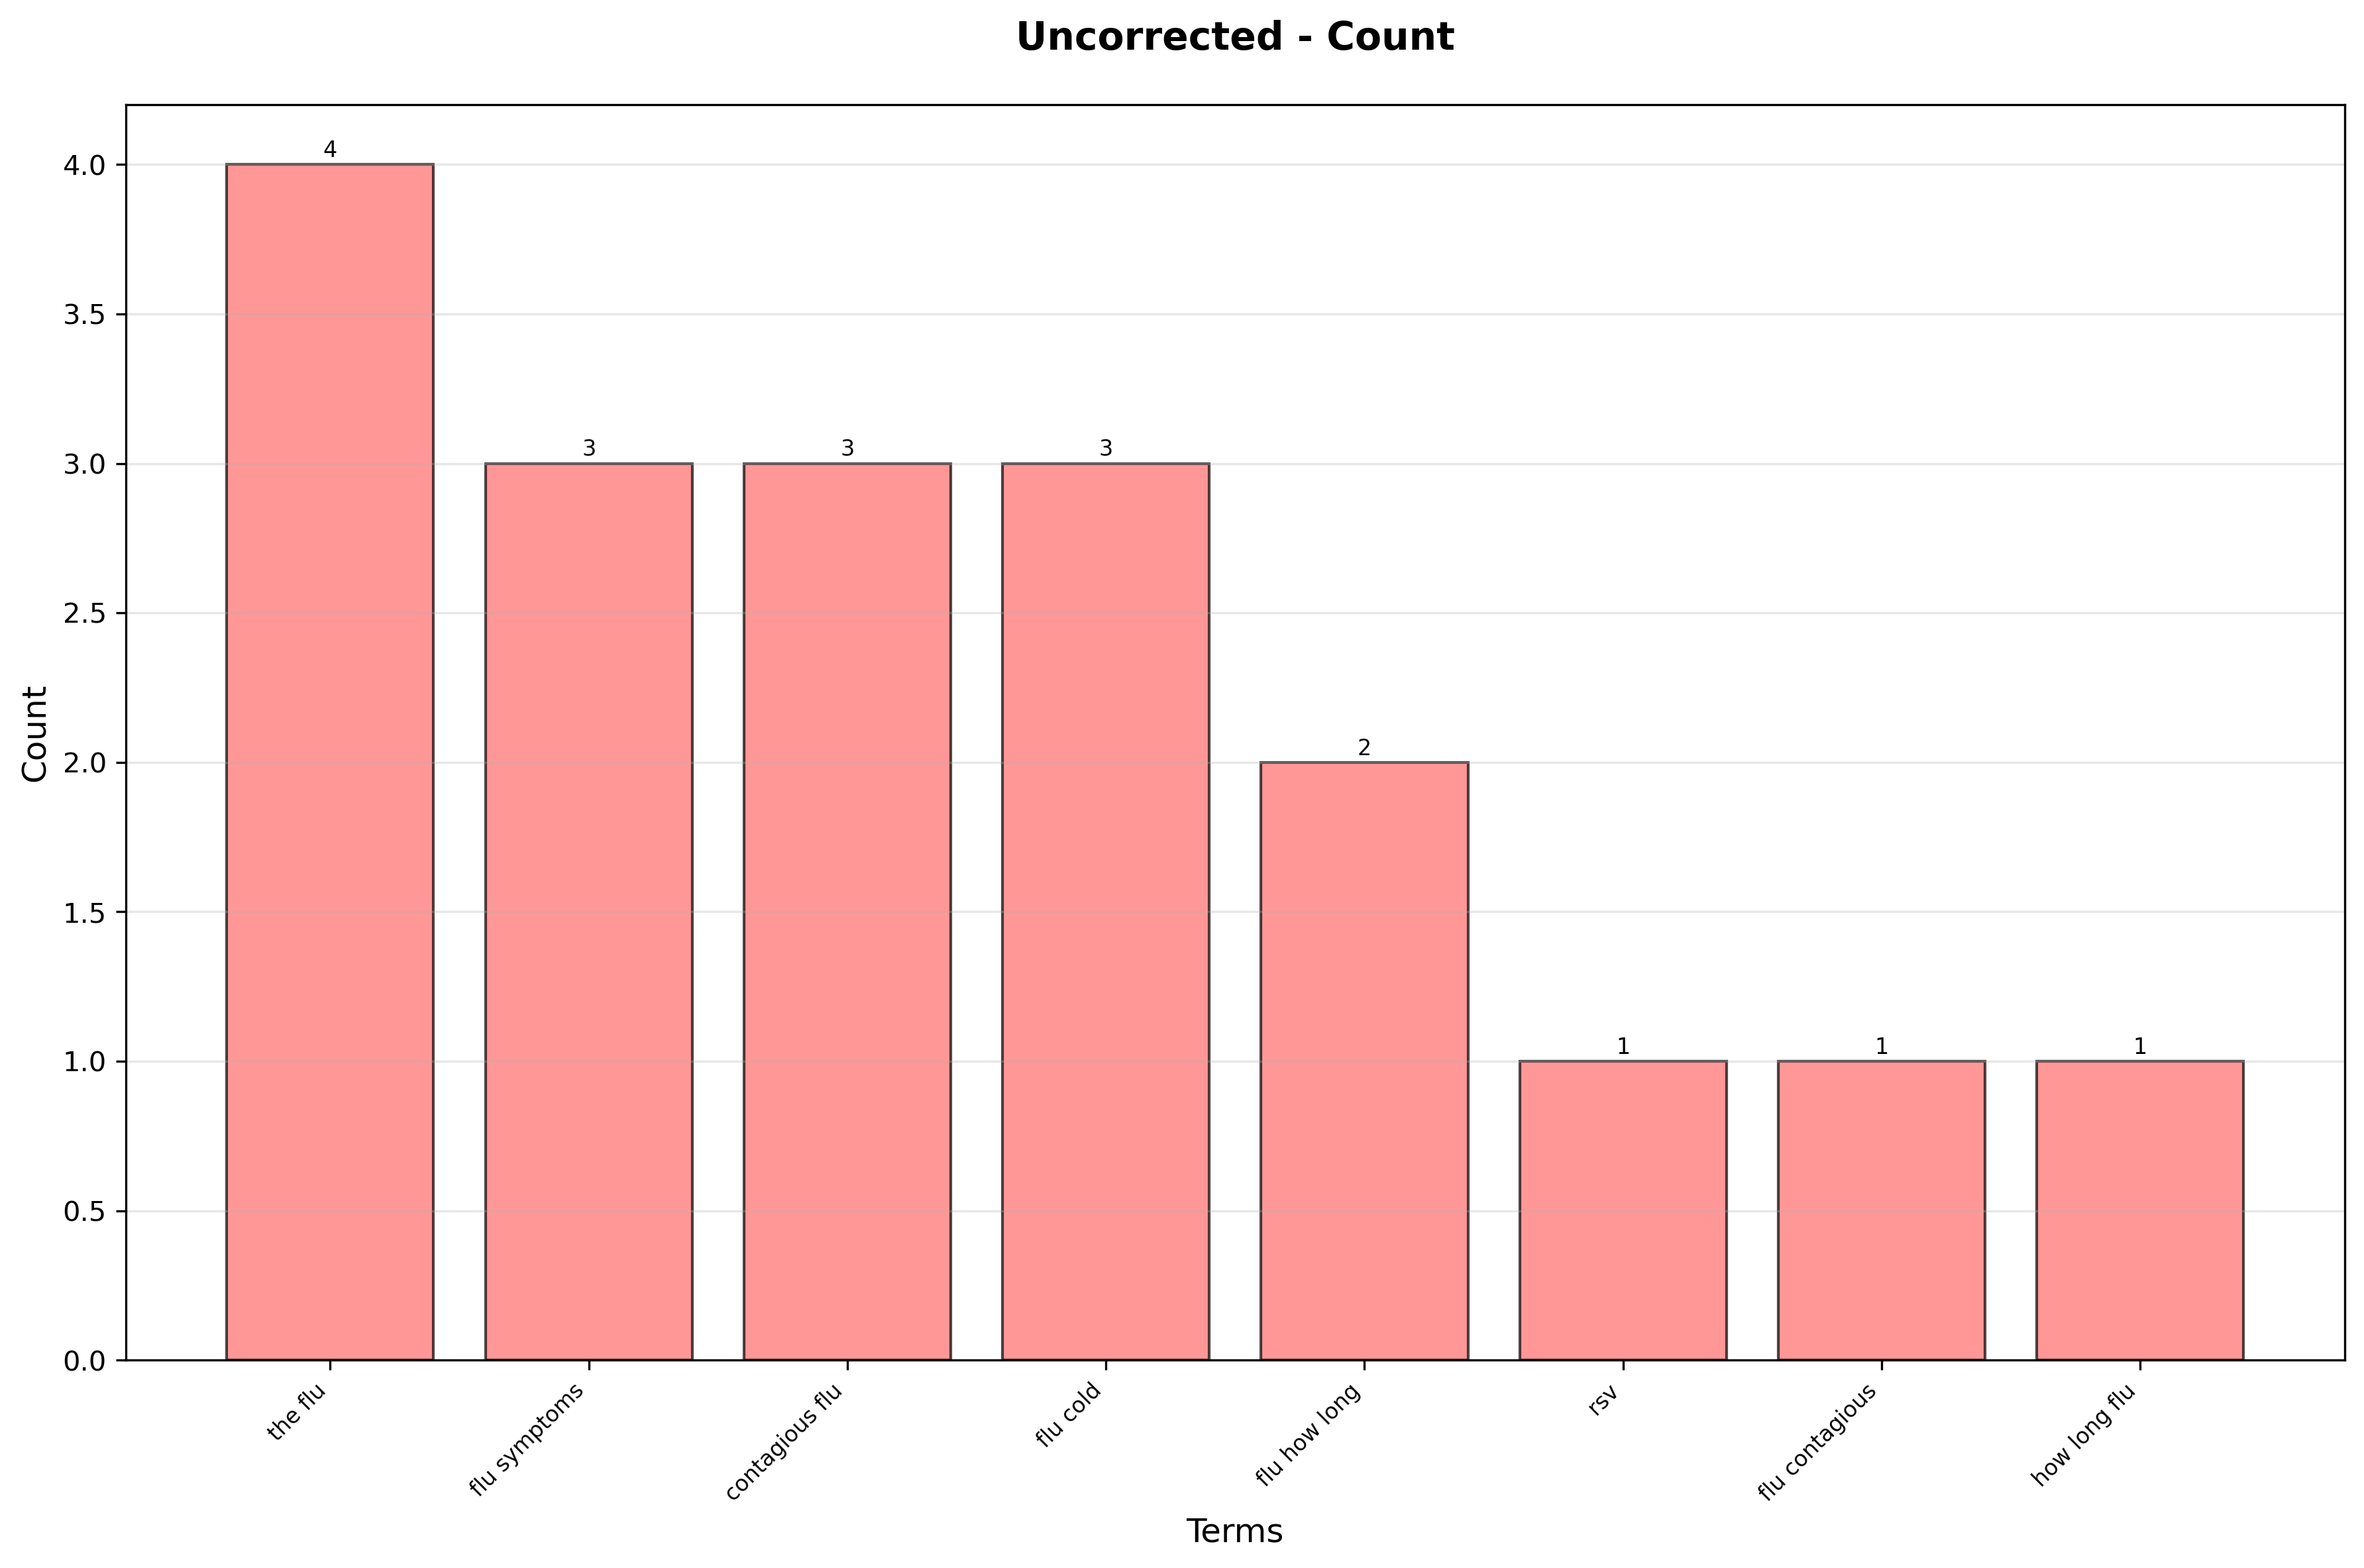 Uncorrected - Count
Count
4.0
3.5
3.0
2.5
2.0
1.5
1.0
0.5
0.0
4
3
3
3
2
1
1
1
the flu
flu symptoms
contagious flu
flu cold
flu how long
rsv
flu contagious
how long flu
Terms